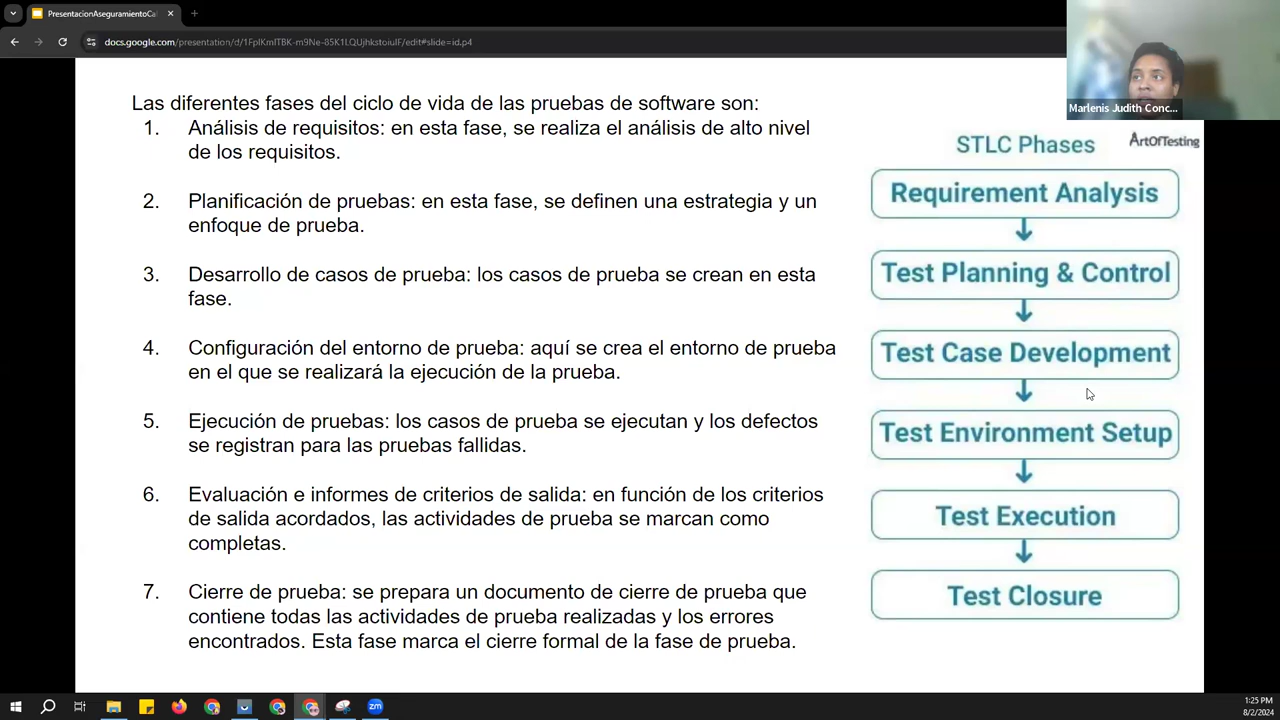 PresentacionAseguramientoCal
docs.google.com/presentation/d/
edit#slide=id.p4
Marlenis Judith Conc...
Las diferentes fases del ciclo de vida de las pruebas de software son:
1. Análisis de requisitos: en esta fase, se realiza el análisis de alto nivel
de los requisitos.
2. Planificación de pruebas: en esta fase, se definen una estrategia y un
enfoque de prueba.
3. Desarrollo de casos de prueba: los casos de prueba se crean en esta
fase.
4. Configuración del entorno de prueba: aquí se crea el entorno de prueba
en el que se realizará la ejecución de la prueba.
5. Ejecución de pruebas: los casos de prueba se ejecutan y los defectos
se registran para las pruebas fallidas.
6. Evaluación e informes de criterios de salida: en función de los criterios
de salida acordados, las actividades de prueba se marcan como
completas.
7. Cierre de prueba: se prepara un documento de cierre de prueba que
contiene todas las actividades de prueba realizadas y los errores
encontrados. Esta fase marca el cierre formal de la fase de prueba.
ArtOfTesting
STLC Phases
Requirement Analysis
Test Planning & Control
Test Case Development
Test Environment Setup
Test Execution
Test Closure
zm
1:25 PM
8/2/2024